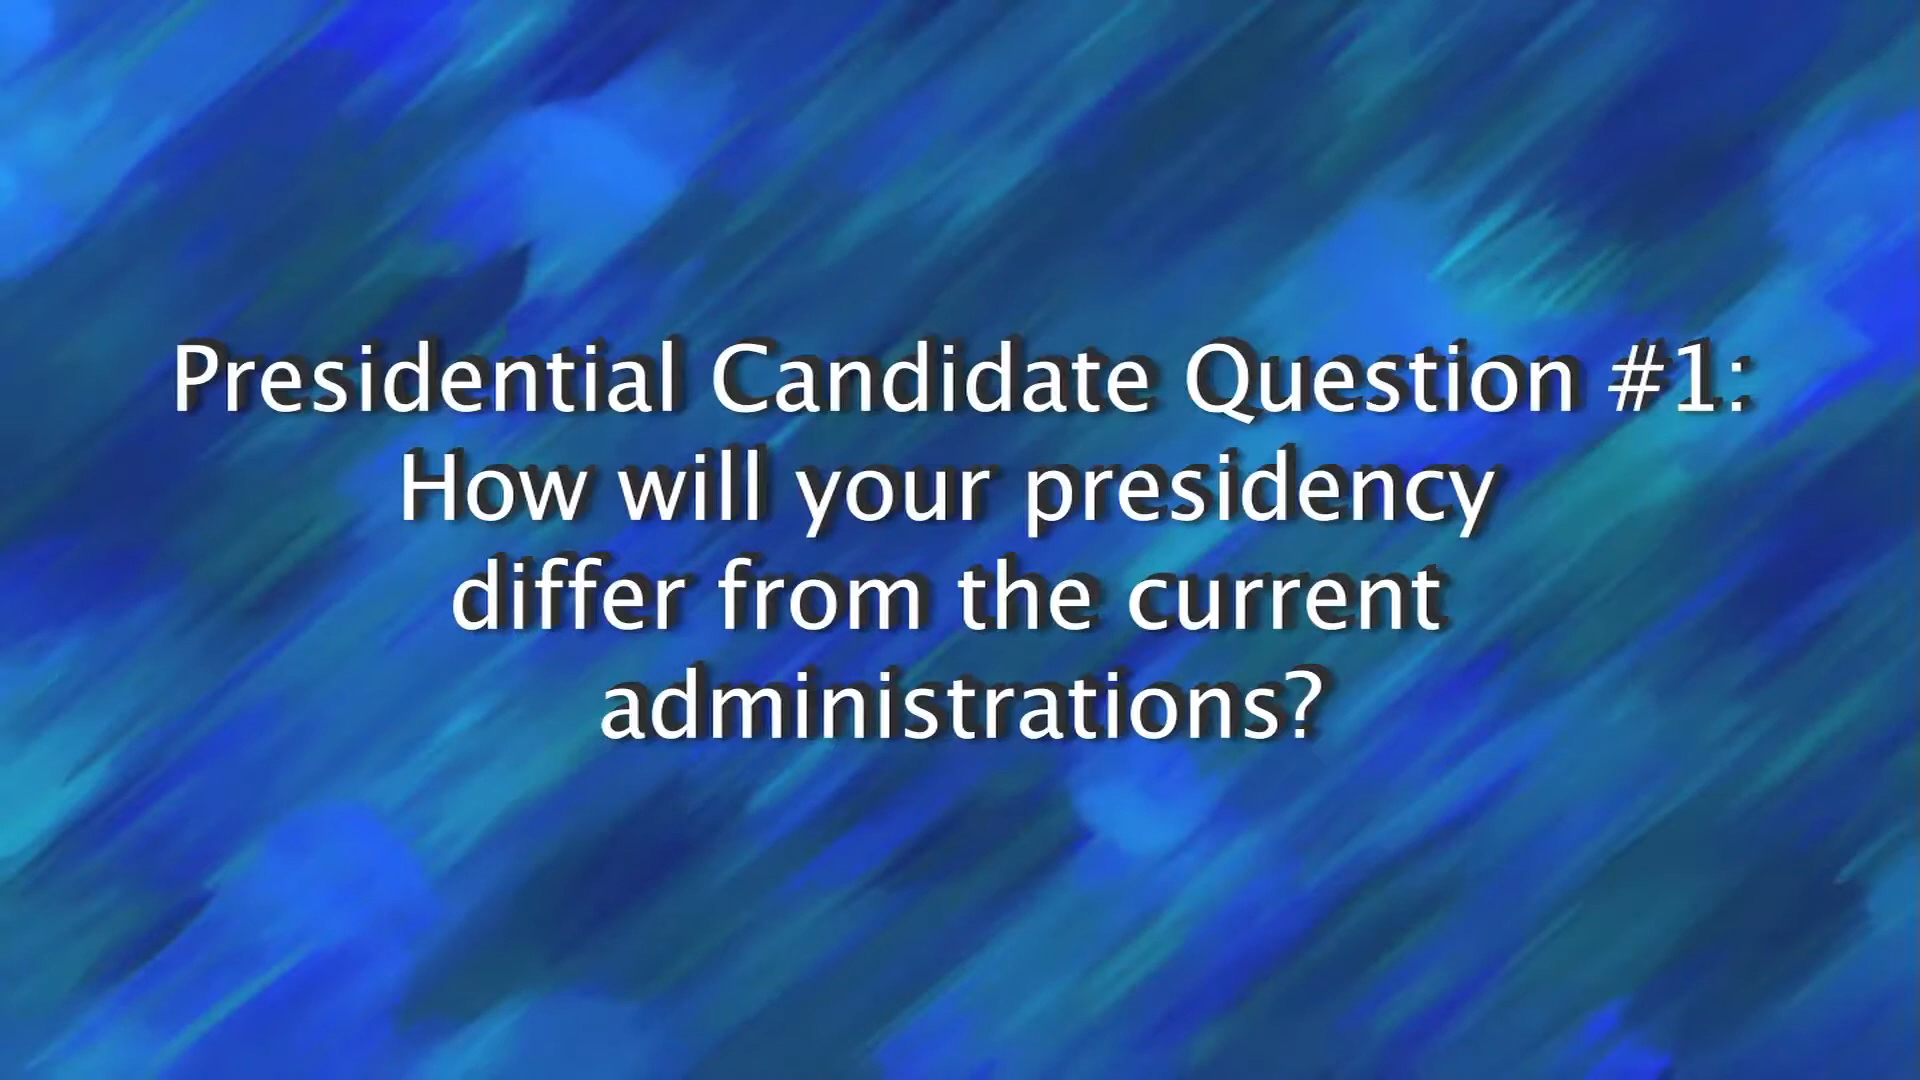 Presidential Candidate Question #1:
How will your presidency
differ from the current
administrations?